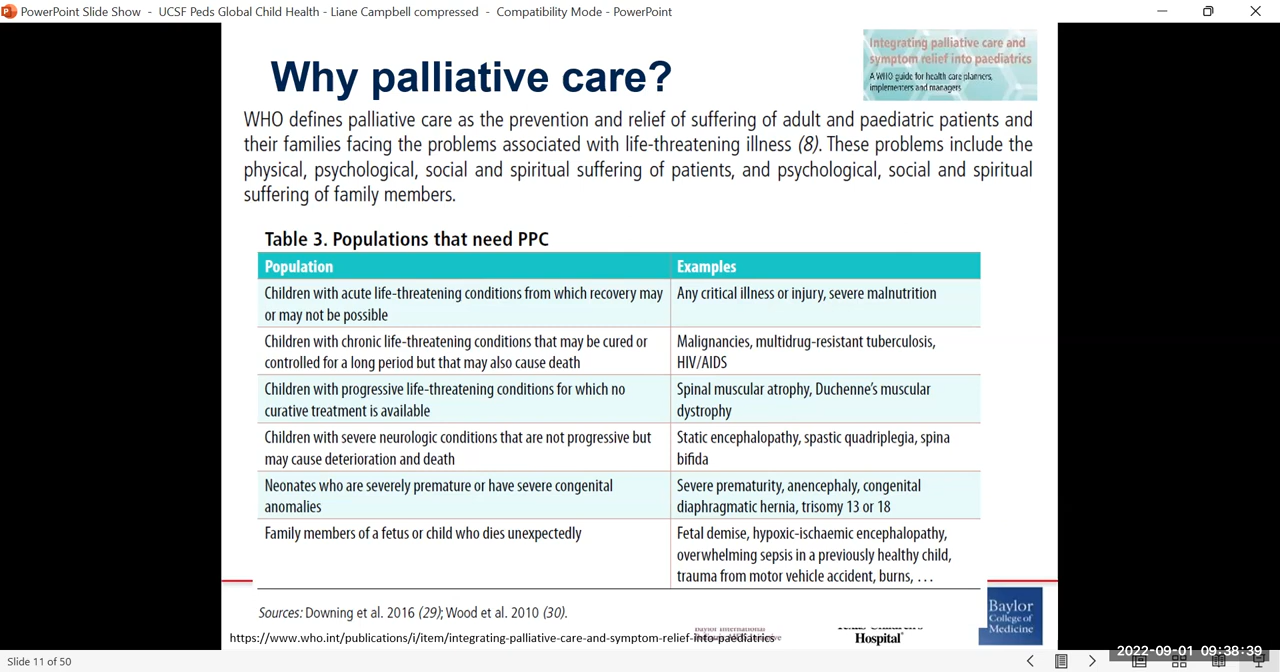 PowerPoint Slide Show - UCSF Peds Global Child Health - Liane Campbell compressed - Compatibility Mode - PowerPoint
Why palliative care?
Integrating palliative care and
symptom relief into paediatrics
A WHO guide for health care planners,
implementers and managers
WHO defines palliative care as the prevention and relief of suffering of adult and paediatric patients and
their families facing the problems associated with life-threatening illness (8). These problems include the
physical, psychological, social and spiritual suffering of patients, and psychological, social and spiritual
suffering of family members.
Table 3. Populations that need PPC
Population Examples
Children with acute life-threatening conditions from which recovery may
or may not be possible
Any critical illness or injury, severe malnutrition
Children with chronic life-threatening conditions that may be cured or
controlled for a long period but that may also cause death
Malignancies, multidrug-resistant tuberculosis,
HIV/AIDS
Children with progressive life-threatening conditions for which no
curative treatment is available
Spinal muscular atrophy, Duchenne's muscular
dystrophy
Children with severe neurologic conditions that are not progressive but
may cause deterioration and death
Static encephalopathy, spastic quadriplegia, spina
bifida
Neonates who are severely premature or have severe congenital
anomalies
Severe prematurity, anencephaly, congenital
diaphragmatic hernia, trisomy 13 or 18
Family members of a fetus or child who dies unexpectedly
Fetal demise, hypoxic-ischaemic encephalopathy,
overwhelming sepsis in a previously healthy child,
trauma from motor vehicle accident, burns, ...
Sources: Downing et al. 2016 (29); Wood et al. 2010 (30).
https://www.who.int/publications/i/item/integrating-palliative-care-and-symptom-relief-into-paediatrics
Hospital
Baylor
College of
Medicine
2022-09-01 09:38:39
Slide 11 of 50